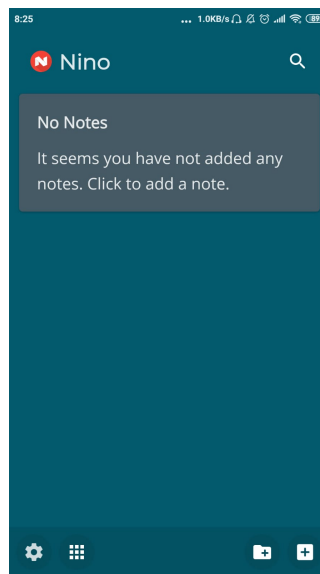 8:25 ... 1.0KB/s 89
Nino
No Notes
It seems you have not added any
notes. Click to add a note.